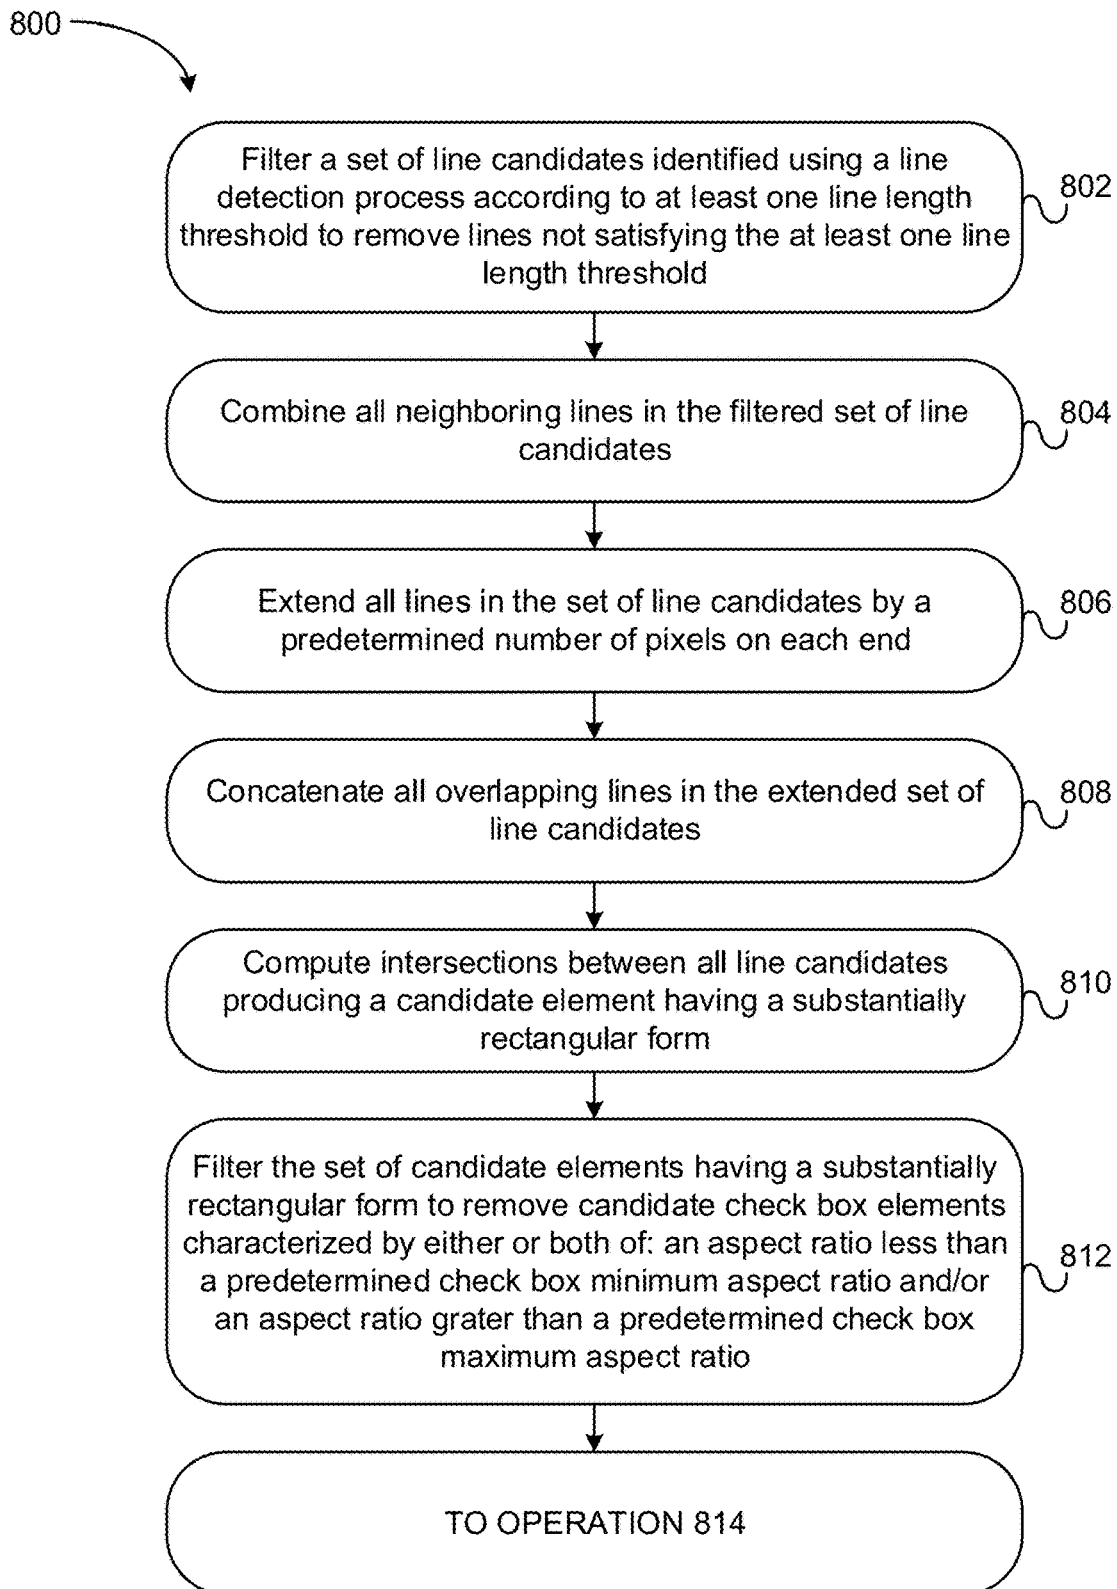 800
Filter a set of line candidates identified using a line
detection process according to at least one line length
threshold to remove lines not satisfying the at least one line
length threshold
802
Combine all neighboring lines in the filtered set of line
candidates
804
Extend all lines in the set of line candidates by a
predetermined number of pixels on each end
806
Concatenate all overlapping lines in the extended set of
line candidates
808
Compute intersections between all line candidates
producing a candidate element having a substantially
rectangular form
810
Filter the set of candidate elements having a substantially
rectangular form to remove candidate check box elements
characterized by either or both of: an aspect ratio less than
a predetermined check box minimum aspect ratio and/or
an aspect ratio grater than a predetermined check box
maximum aspect ratio
812
TO OPERATION 814